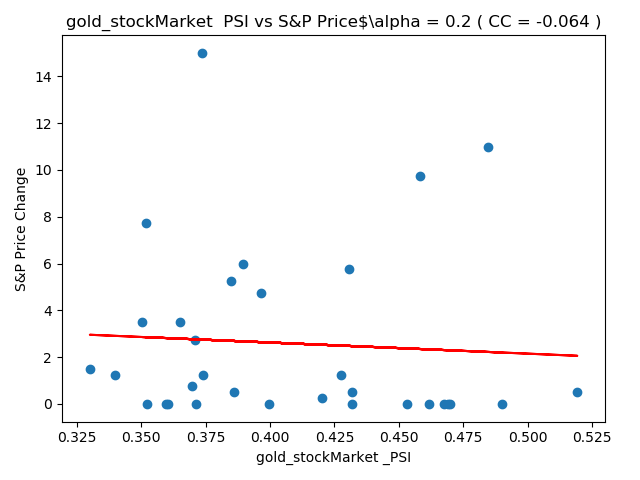 gold_stockMarket  PSI vs S&P Price$\alpha = 0.2 ( CC = -0.064 )
14
12
10
8
6
4
2
0
S&P Price Change
0.325 0.350 0.375 0.400 0.425 0.450 0.475 0.500 0.525
gold_stockMarket _PSI